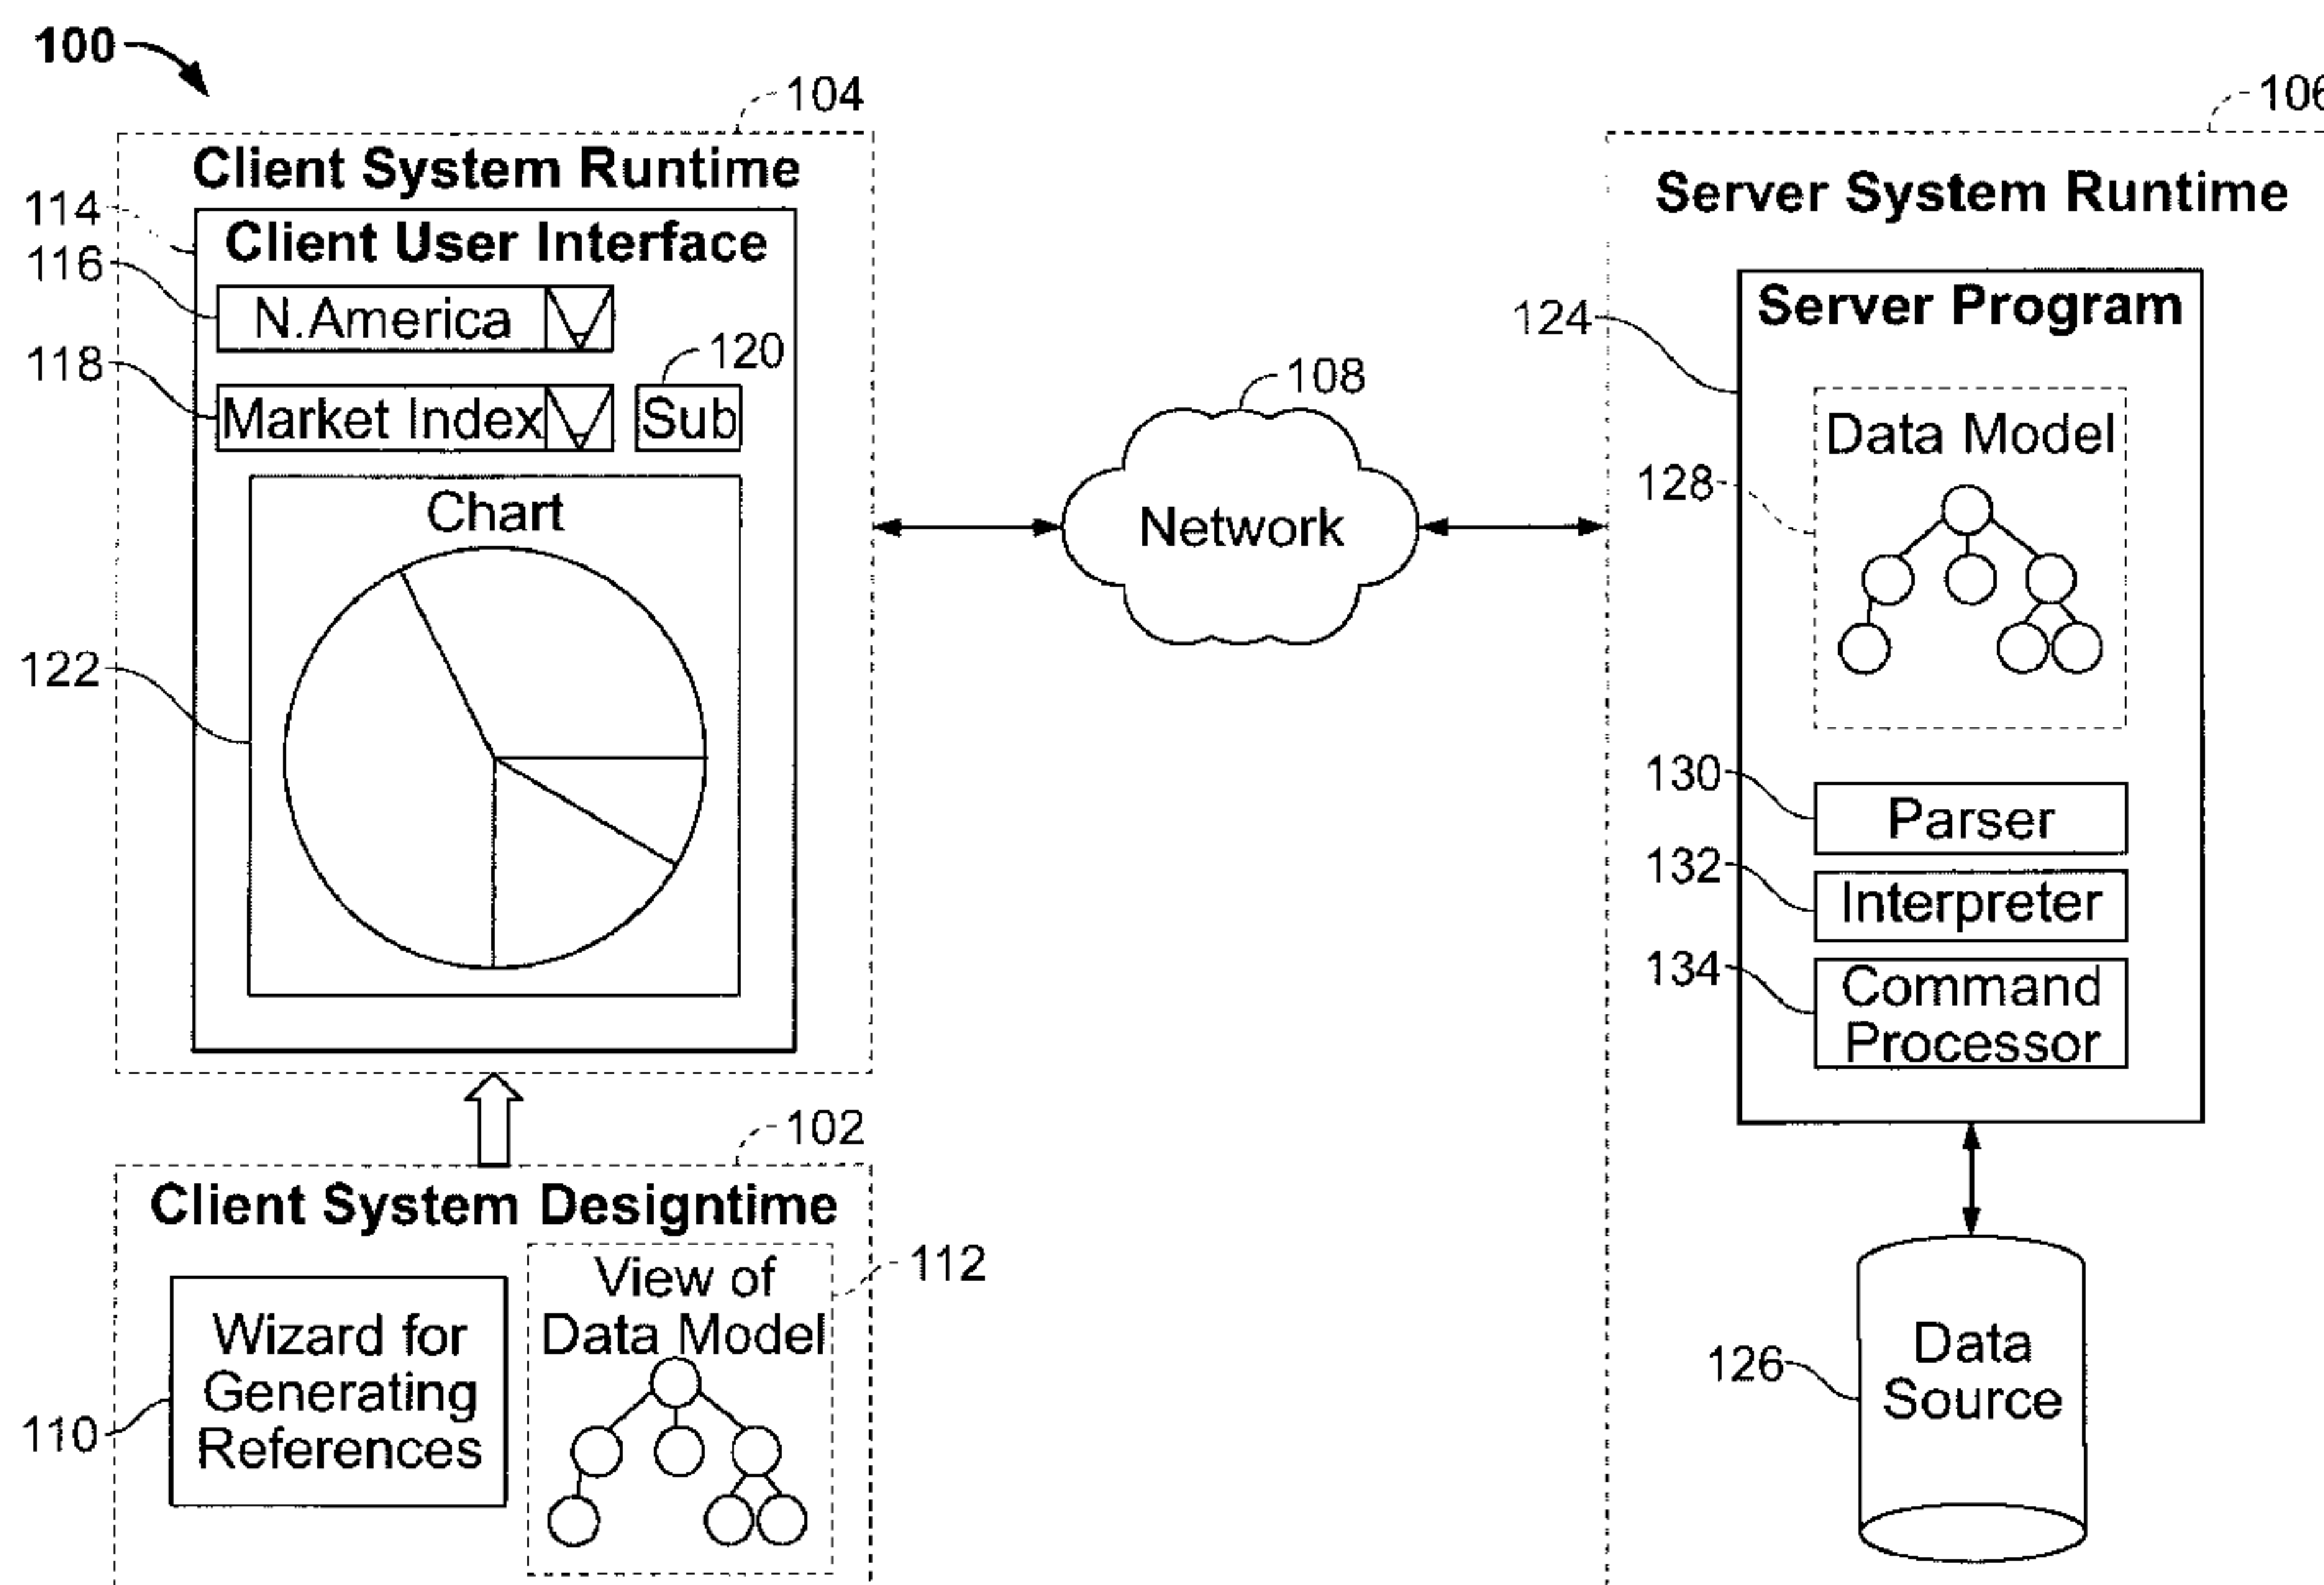 100
104
106
Client System Runtime
Server System Runtime
114
Client User Interface
116
N.America
124
Server Program
118
Market Index
120
Sub
108
Network
Data Model
128
Chart
122
130
Parser
132
Interpreter
134
Command
Processor
102
Client System Designtime
112
View of
Data Model
110
Wizard for
Generating
References
126
Data
Source